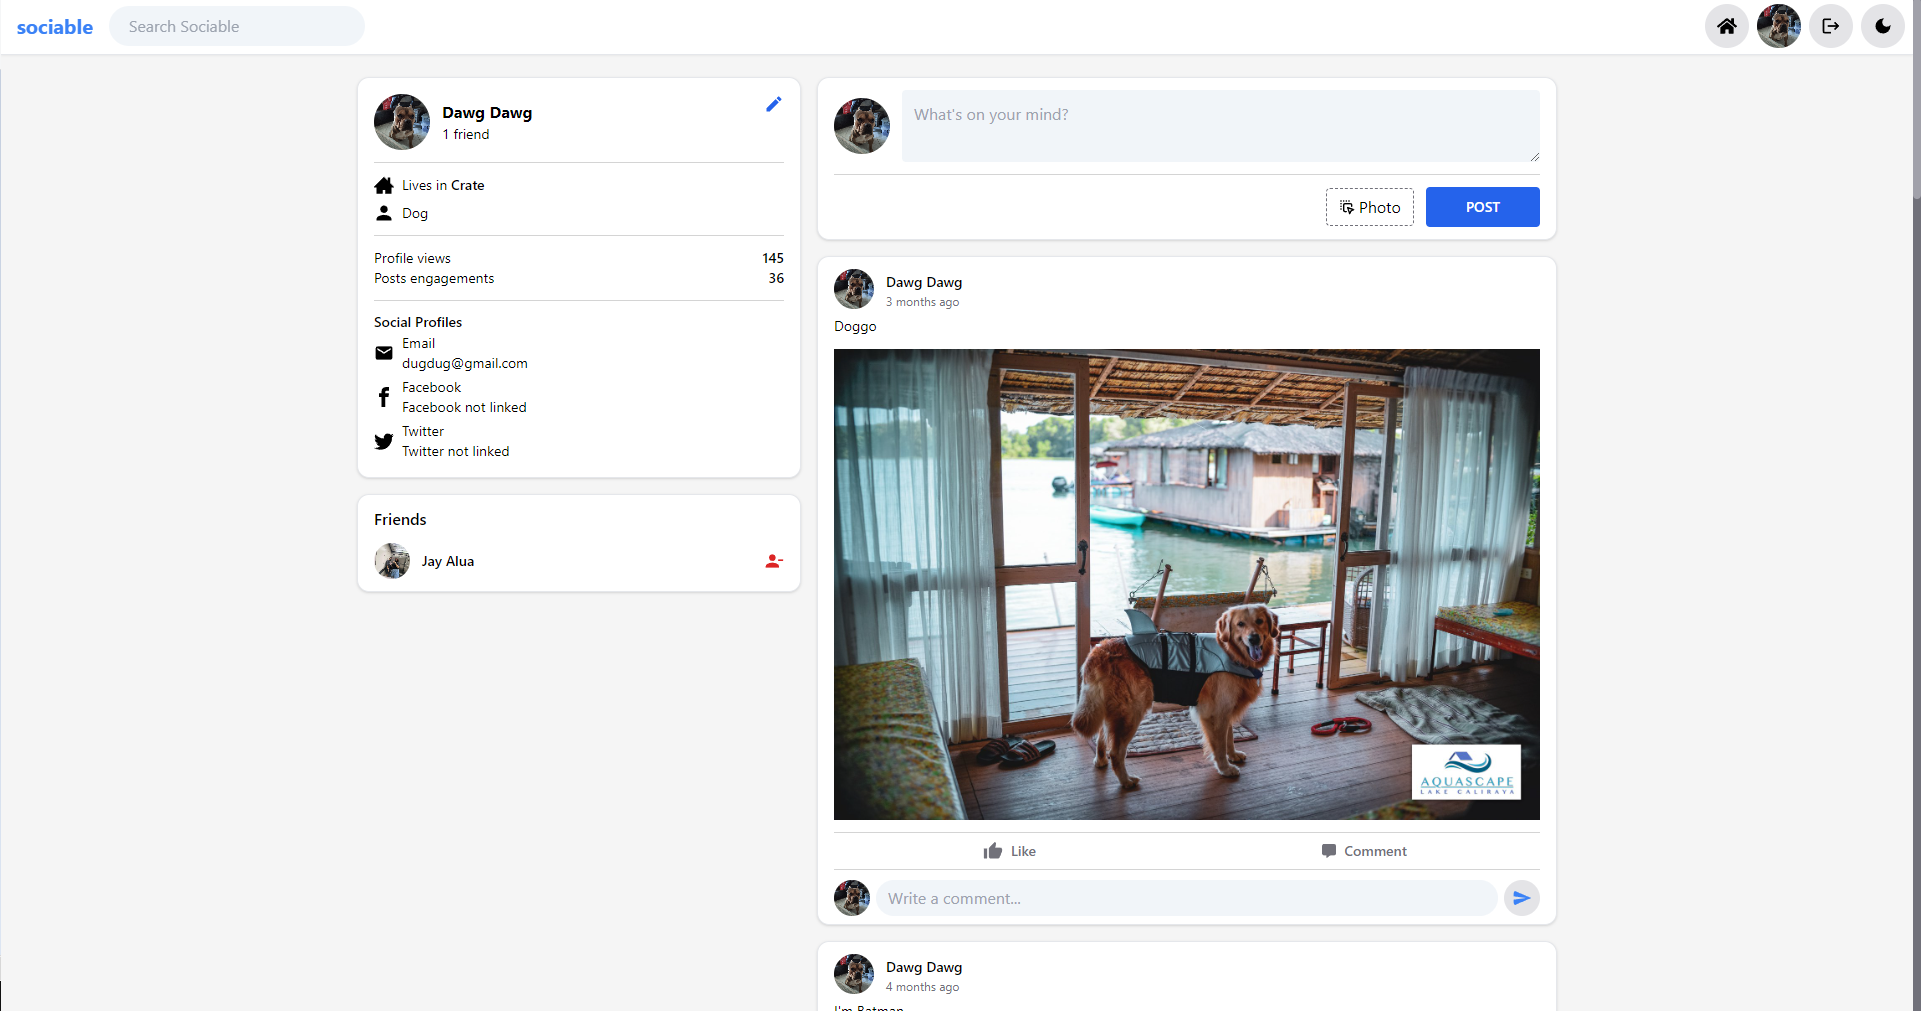 sociable
Search Sociable
Dawg Dawg
1 friend
Lives in Crate
Dog
Profile views 145
Posts engagements 36
Social Profiles
Email
dugdug@gmail.com
Facebook
Facebook not linked
Twitter
Twitter not linked
Friends
Jay Alua
What's on your mind?
Photo
POST
Dawg Dawg
3 months ago
Doggo
AQUASCAPE
LAKE CALIRAYA
Like
Comment
Write a comment...
Dawg Dawg
4 months ago
I'm Batman